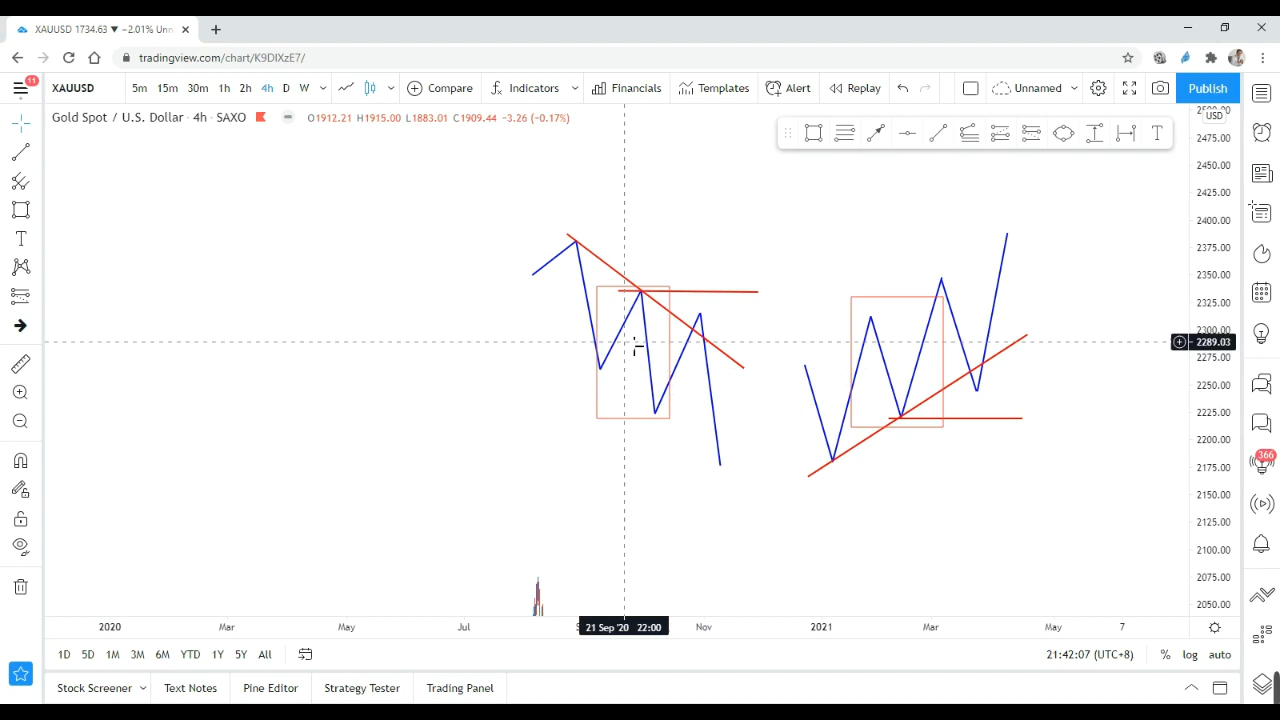 XAUUSD 1734.63 ▼ −2.01% Unn
tradingview.com/chart/K9DIXzE7/
11
XAUUSD 5m 15m 30m 1h 2h 4h D W Compare Indicators Financials Templates Alert Replay Unnamed Publish
Gold Spot / U.S. Dollar · 4h · SAXO O1912.21 H1915.00 L1883.01 C1909.44 −3.26 (−0.17%)
2500.00
USD
2475.00
2450.00
2425.00
2400.00
2375.00
2350.00
2325.00
2300.00
2289.03
2275.00
2250.00
2225.00
2200.00
2175.00
366
2150.00
2125.00
2100.00
2075.00
2050.00
2020 Mar May Jul 21 Sep '20 22:00 Nov 2021 Mar May 7
1D 5D 1M 3M 6M YTD 1Y 5Y All 21:42:07 (UTC+8) % log auto
Stock Screener Text Notes Pine Editor Strategy Tester Trading Panel